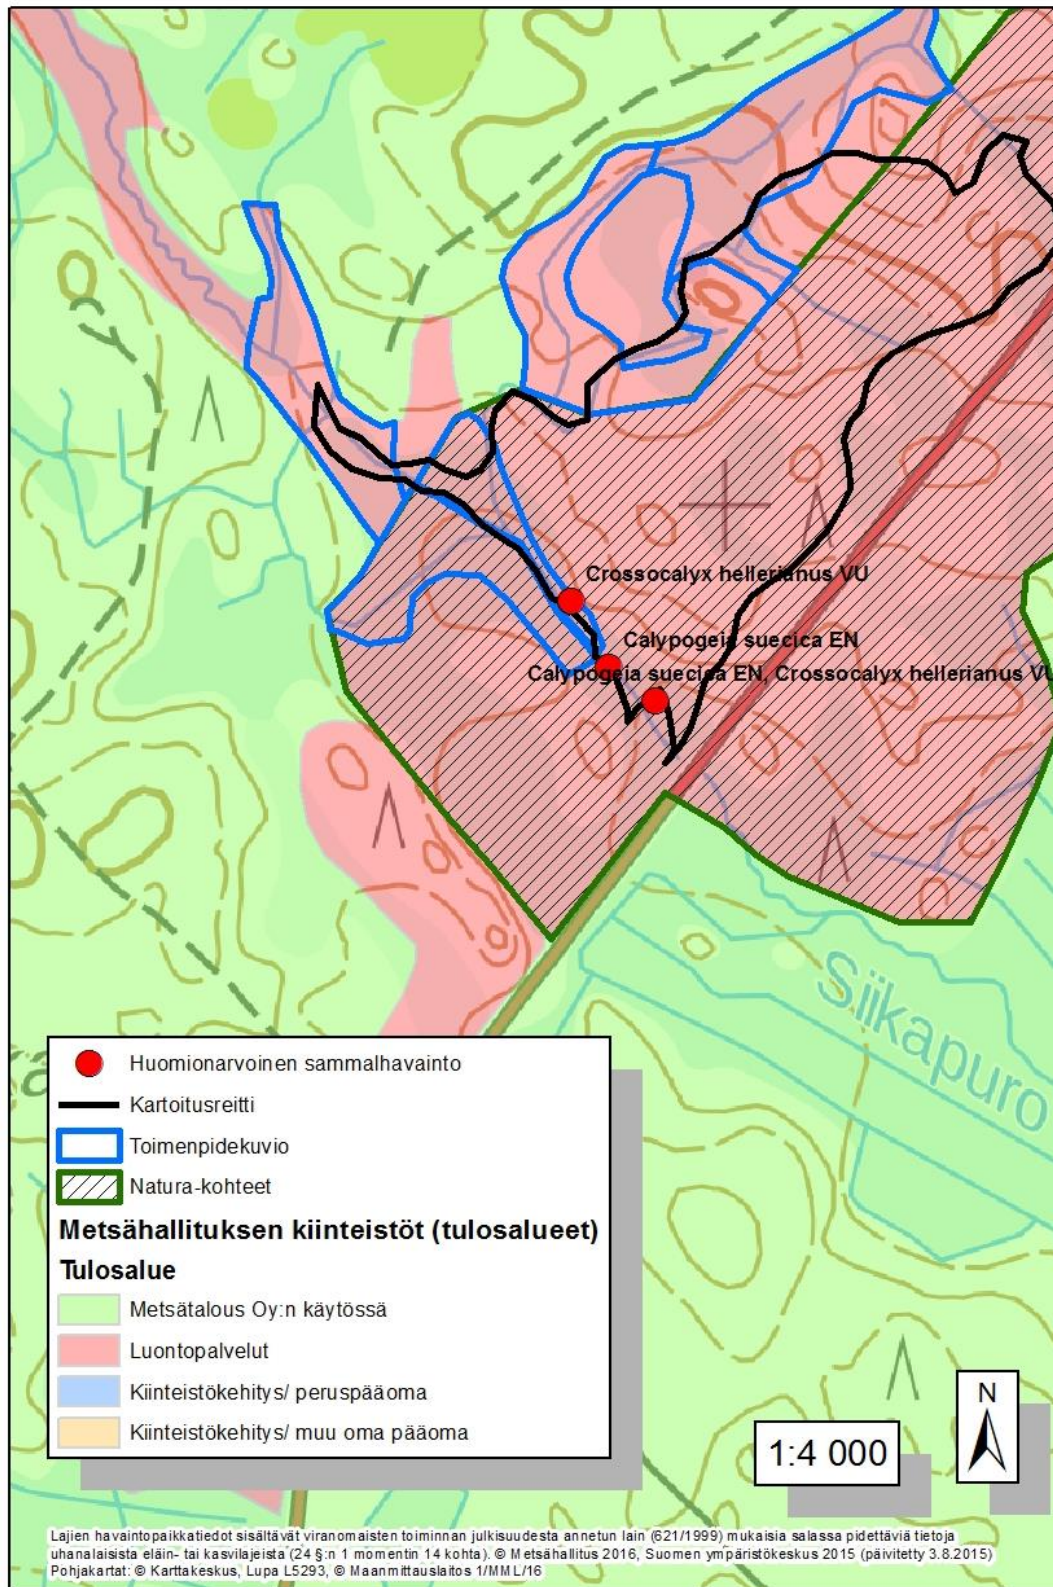 Crossocalyx hellerianus VU
Calypogeia suecica EN
Calypogeia suecica EN, Crossocalyx hellerianus VU
Siikapuro
Huomionarvoinen sammalhavainto
Kartoitusreitti
Toimenpidekuvio
Natura-kohteet
Metsähallituksen kiinteistöt (tulosalueet)
Tulosalue
Metsätalous Oy:n käytössä
Luontopalvelut
Kiinteistökehitys/ peruspääoma
Kiinteistökehitys/ muu oma pääoma
1:4 000
N
Lajien havaintopaikkatiedot sisältävät viranomaisten toiminnan julkisuudesta annetun lain (621/1999) mukaisia salassa pidettäviä tietoja
uhanalaisista eläin- tai kasvilajeista (24 §:n 1 momentin 14 kohta). © Metsähallitus 2016, Suomen ympäristökeskus 2015 (päivitetty 3.8.2015)
Pohjakartat: © Karttakeskus, Lupa L5293, © Maanmittauslaitos 1/MML/16